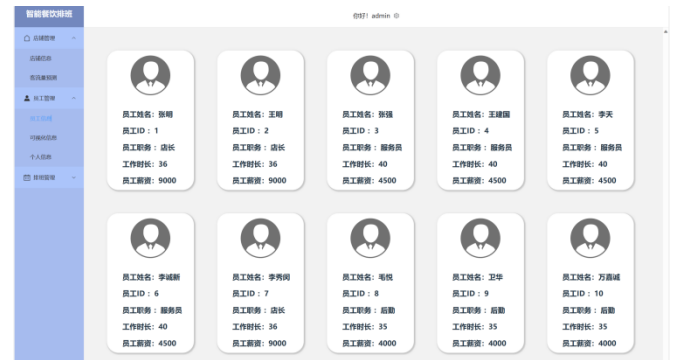 智能餐饮排班
你好！admin
店铺管理
店铺信息
客流量预测
员工管理
员工管理
可视化信息
个人信息
排班管理
员工姓名：张明
员工ID：1
员工职务：店长
工作时长：36
员工薪资：9000
员工姓名：王明
员工ID：2
员工职务：店长
工作时长：36
员工薪资：9000
员工姓名：张强
员工ID：3
员工职务：服务员
工作时长：40
员工薪资：4500
员工姓名：王建国
员工ID：4
员工职务：服务员
工作时长：40
员工薪资：4500
员工姓名：李天
员工ID：5
员工职务：服务员
工作时长：40
员工薪资：4500
员工姓名：李诚新
员工ID：6
员工职务：服务员
工作时长：40
员工薪资：4500
员工姓名：李秀闵
员工ID：7
员工职务：店长
工作时长：36
员工薪资：9000
员工姓名：毛悦
员工ID：8
员工职务：后勤
工作时长：35
员工薪资：4000
员工姓名：卫华
员工ID：9
员工职务：后勤
工作时长：35
员工薪资：4000
员工姓名：万嘉诚
员工ID：10
员工职务：后勤
工作时长：35
员工薪资：4000